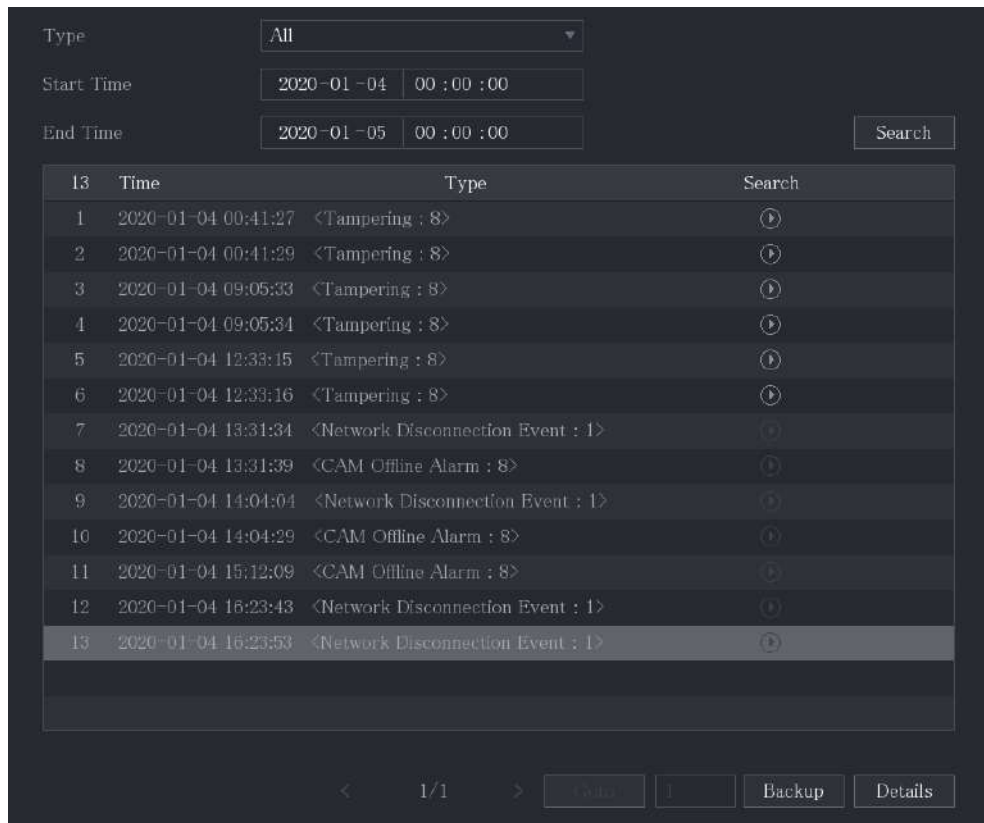 Type All
Start Time 2020-01-04 00:00:00
End Time 2020-01-05 00:00:00 Search
13 Time Type Search
1 2020-01-04 00:41:27 <Tampering : 8>
2 2020-01-04 00:41:29 <Tampering : 8>
3 2020-01-04 09:05:33 <Tampering : 8>
4 2020-01-04 09:05:34 <Tampering : 8>
5 2020-01-04 12:33:15 <Tampering : 8>
6 2020-01-04 12:33:16 <Tampering : 8>
7 2020-01-04 13:31:34 <Network Disconnection Event : 1>
8 2020-01-04 13:31:39 <CAM Offline Alarm : 8>
9 2020-01-04 14:04:04 <Network Disconnection Event : 1>
10 2020-01-04 14:04:29 <CAM Offline Alarm : 8>
11 2020-01-04 15:12:09 <CAM Offline Alarm : 8>
12 2020-01-04 16:23:43 <Network Disconnection Event : 1>
13 2020-01-04 16:23:53 <Network Disconnection Event : 1>
< 1/1 > 1 Backup Details